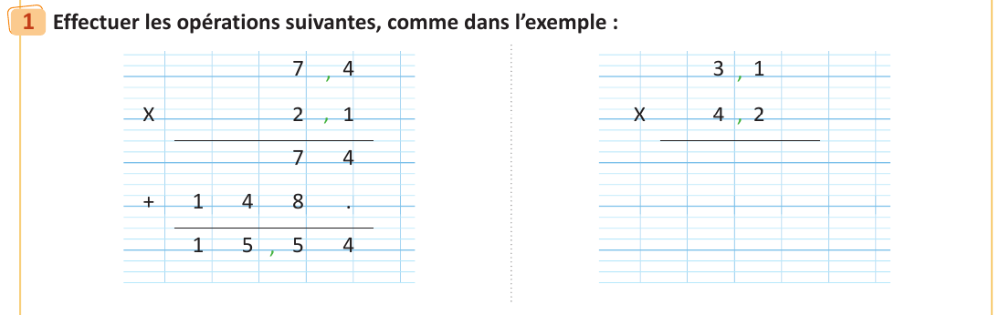 1 Effectuer les opérations suivantes, comme dans l’exemple :
7 , 4
X 2 , 1
7 4
+ 1 4 8 .
1 5 , 5 4
3 , 1
X 4 , 2